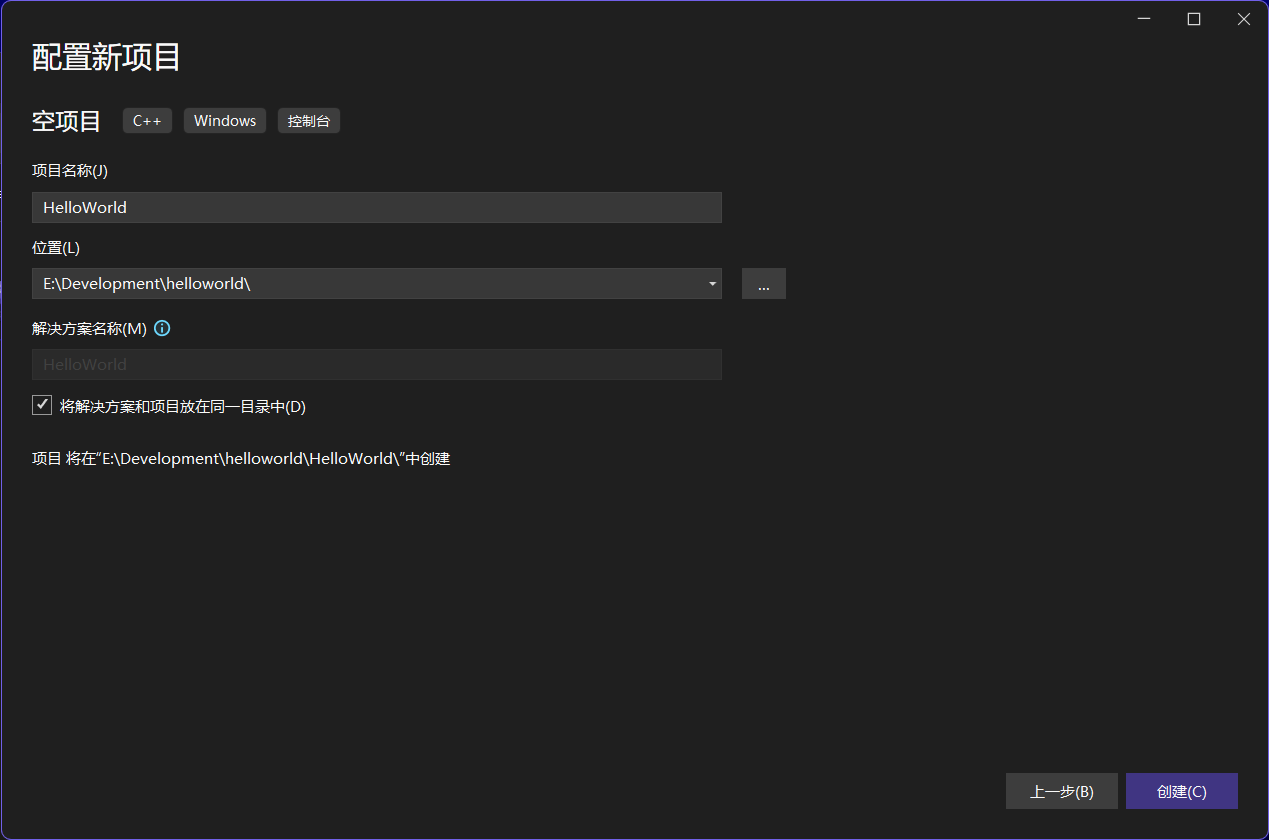 配置新项目
空项目 C++ Windows 控制台
项目名称(J)
HelloWorld
位置(L)
E:\Development\helloworld\
...
解决方案名称(M)
HelloWorld
将解决方案和项目放在同一目录中(D)
项目 将在“E:\Development\helloworld\HelloWorld\”中创建
上一步(B) 创建(C)